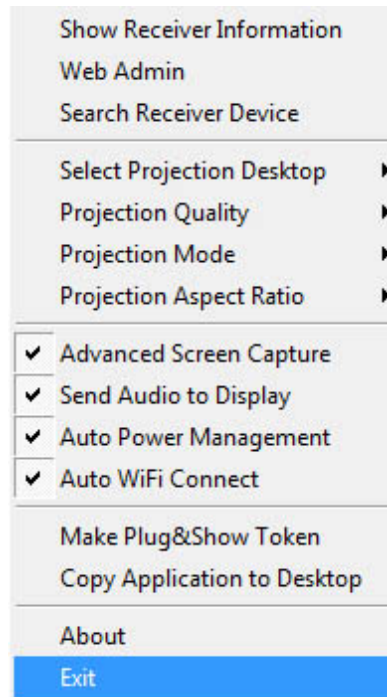 Show Receiver Information
Web Admin
Search Receiver Device
Select Projection Desktop
Projection Quality
Projection Mode
Projection Aspect Ratio
Advanced Screen Capture
Send Audio to Display
Auto Power Management
Auto WiFi Connect
Make Plug&Show Token
Copy Application to Desktop
About
Exit